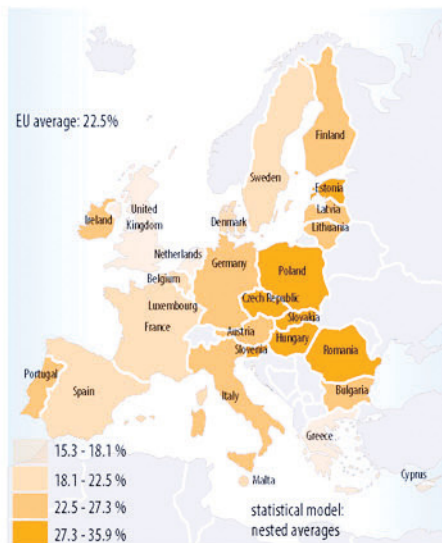 EU average: 22.5%
Finland
Sweden
Estonia
Latvia
Lithuania
Ireland
United
Kingdom
Denmark
Netherlands
Germany
Poland
Belgium
Luxembourg
Czech Republic
Slovakia
France
Austria
Hungary
Slovenia
Romania
Portugal
Spain
Italy
Bulgaria
Greece
Malta
Cyprus
15.3 - 18.1 %
18.1 - 22.5 %
22.5 - 27.3 %
27.3 - 35.9 %
statistical model:
nested averages